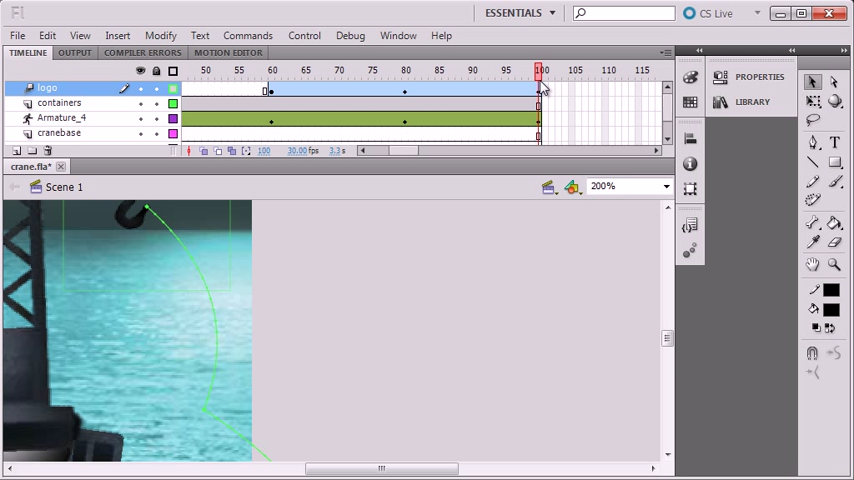 Fl ESSENTIALS CS Live
File Edit View Insert Modify Text Commands Control Debug Window Help
TIMELINE OUTPUT COMPILER ERRORS MOTION EDITOR
50 60 65 70 75 80 85 90 95 100 105 110 115
logo
containers
Armature_4
cranebase
100 30.00 fps 3.3 s
crane.fla*
Scene 1 200%
PROPERTIES
LIBRARY